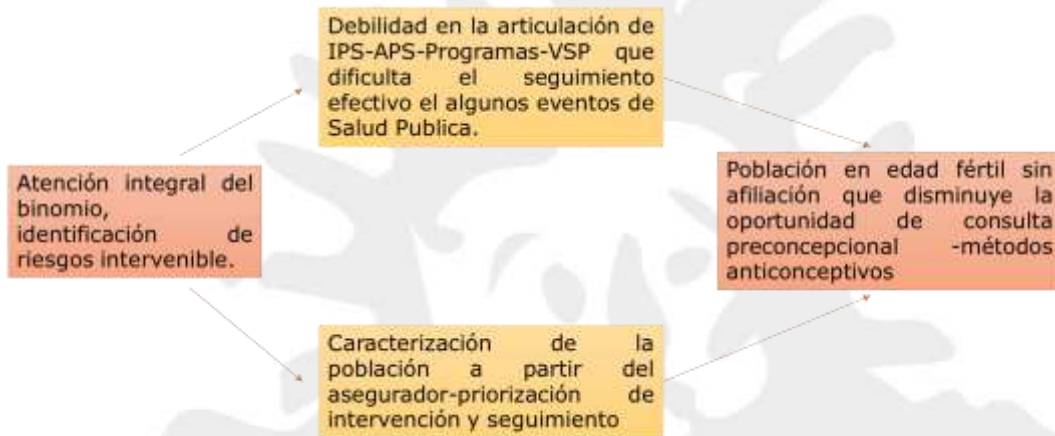 Debilidad en la articulación de
IPS-APS-Programas-VSP que
dificulta el seguimiento
efectivo el algunos eventos de
Salud Publica.
Atención integral del
binomio,
identificación de
riesgos intervenible.
Población en edad fértil sin
afiliación que disminuye la
oportunidad de consulta
preconcepcional -métodos
anticonceptivos
Caracterización de la
población a partir del
asegurador-priorización de
intervención y seguimiento